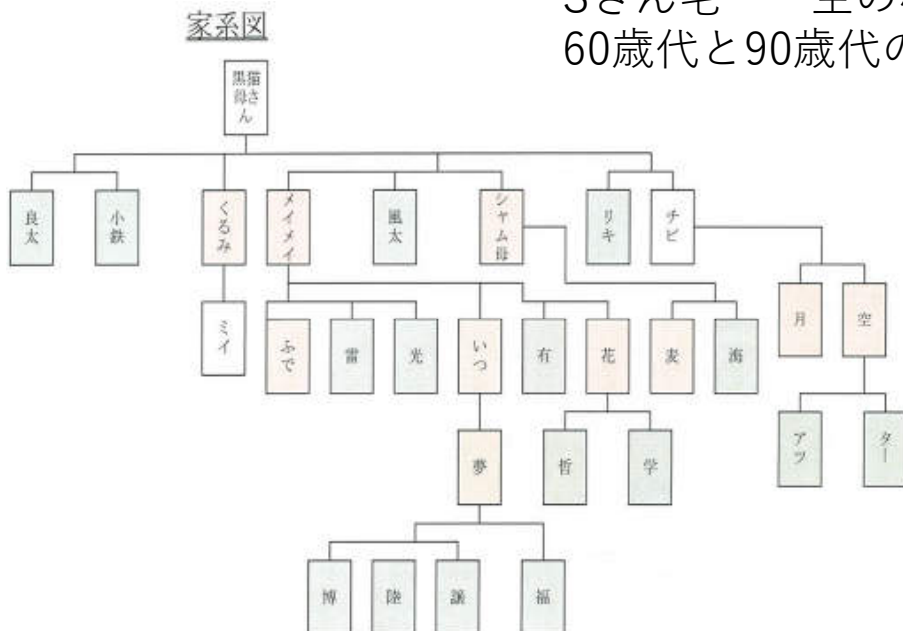 家系図
60歳代と90歳代の
黒猫母さん
良太
小鉄
くるみ
メイメイ
風太
シャム母
リキ
チビ
ミイ
ふで
雷
光
いつ
有
花
麦
海
月
空
夢
哲
学
アツ
ター
博
陸
譲
福